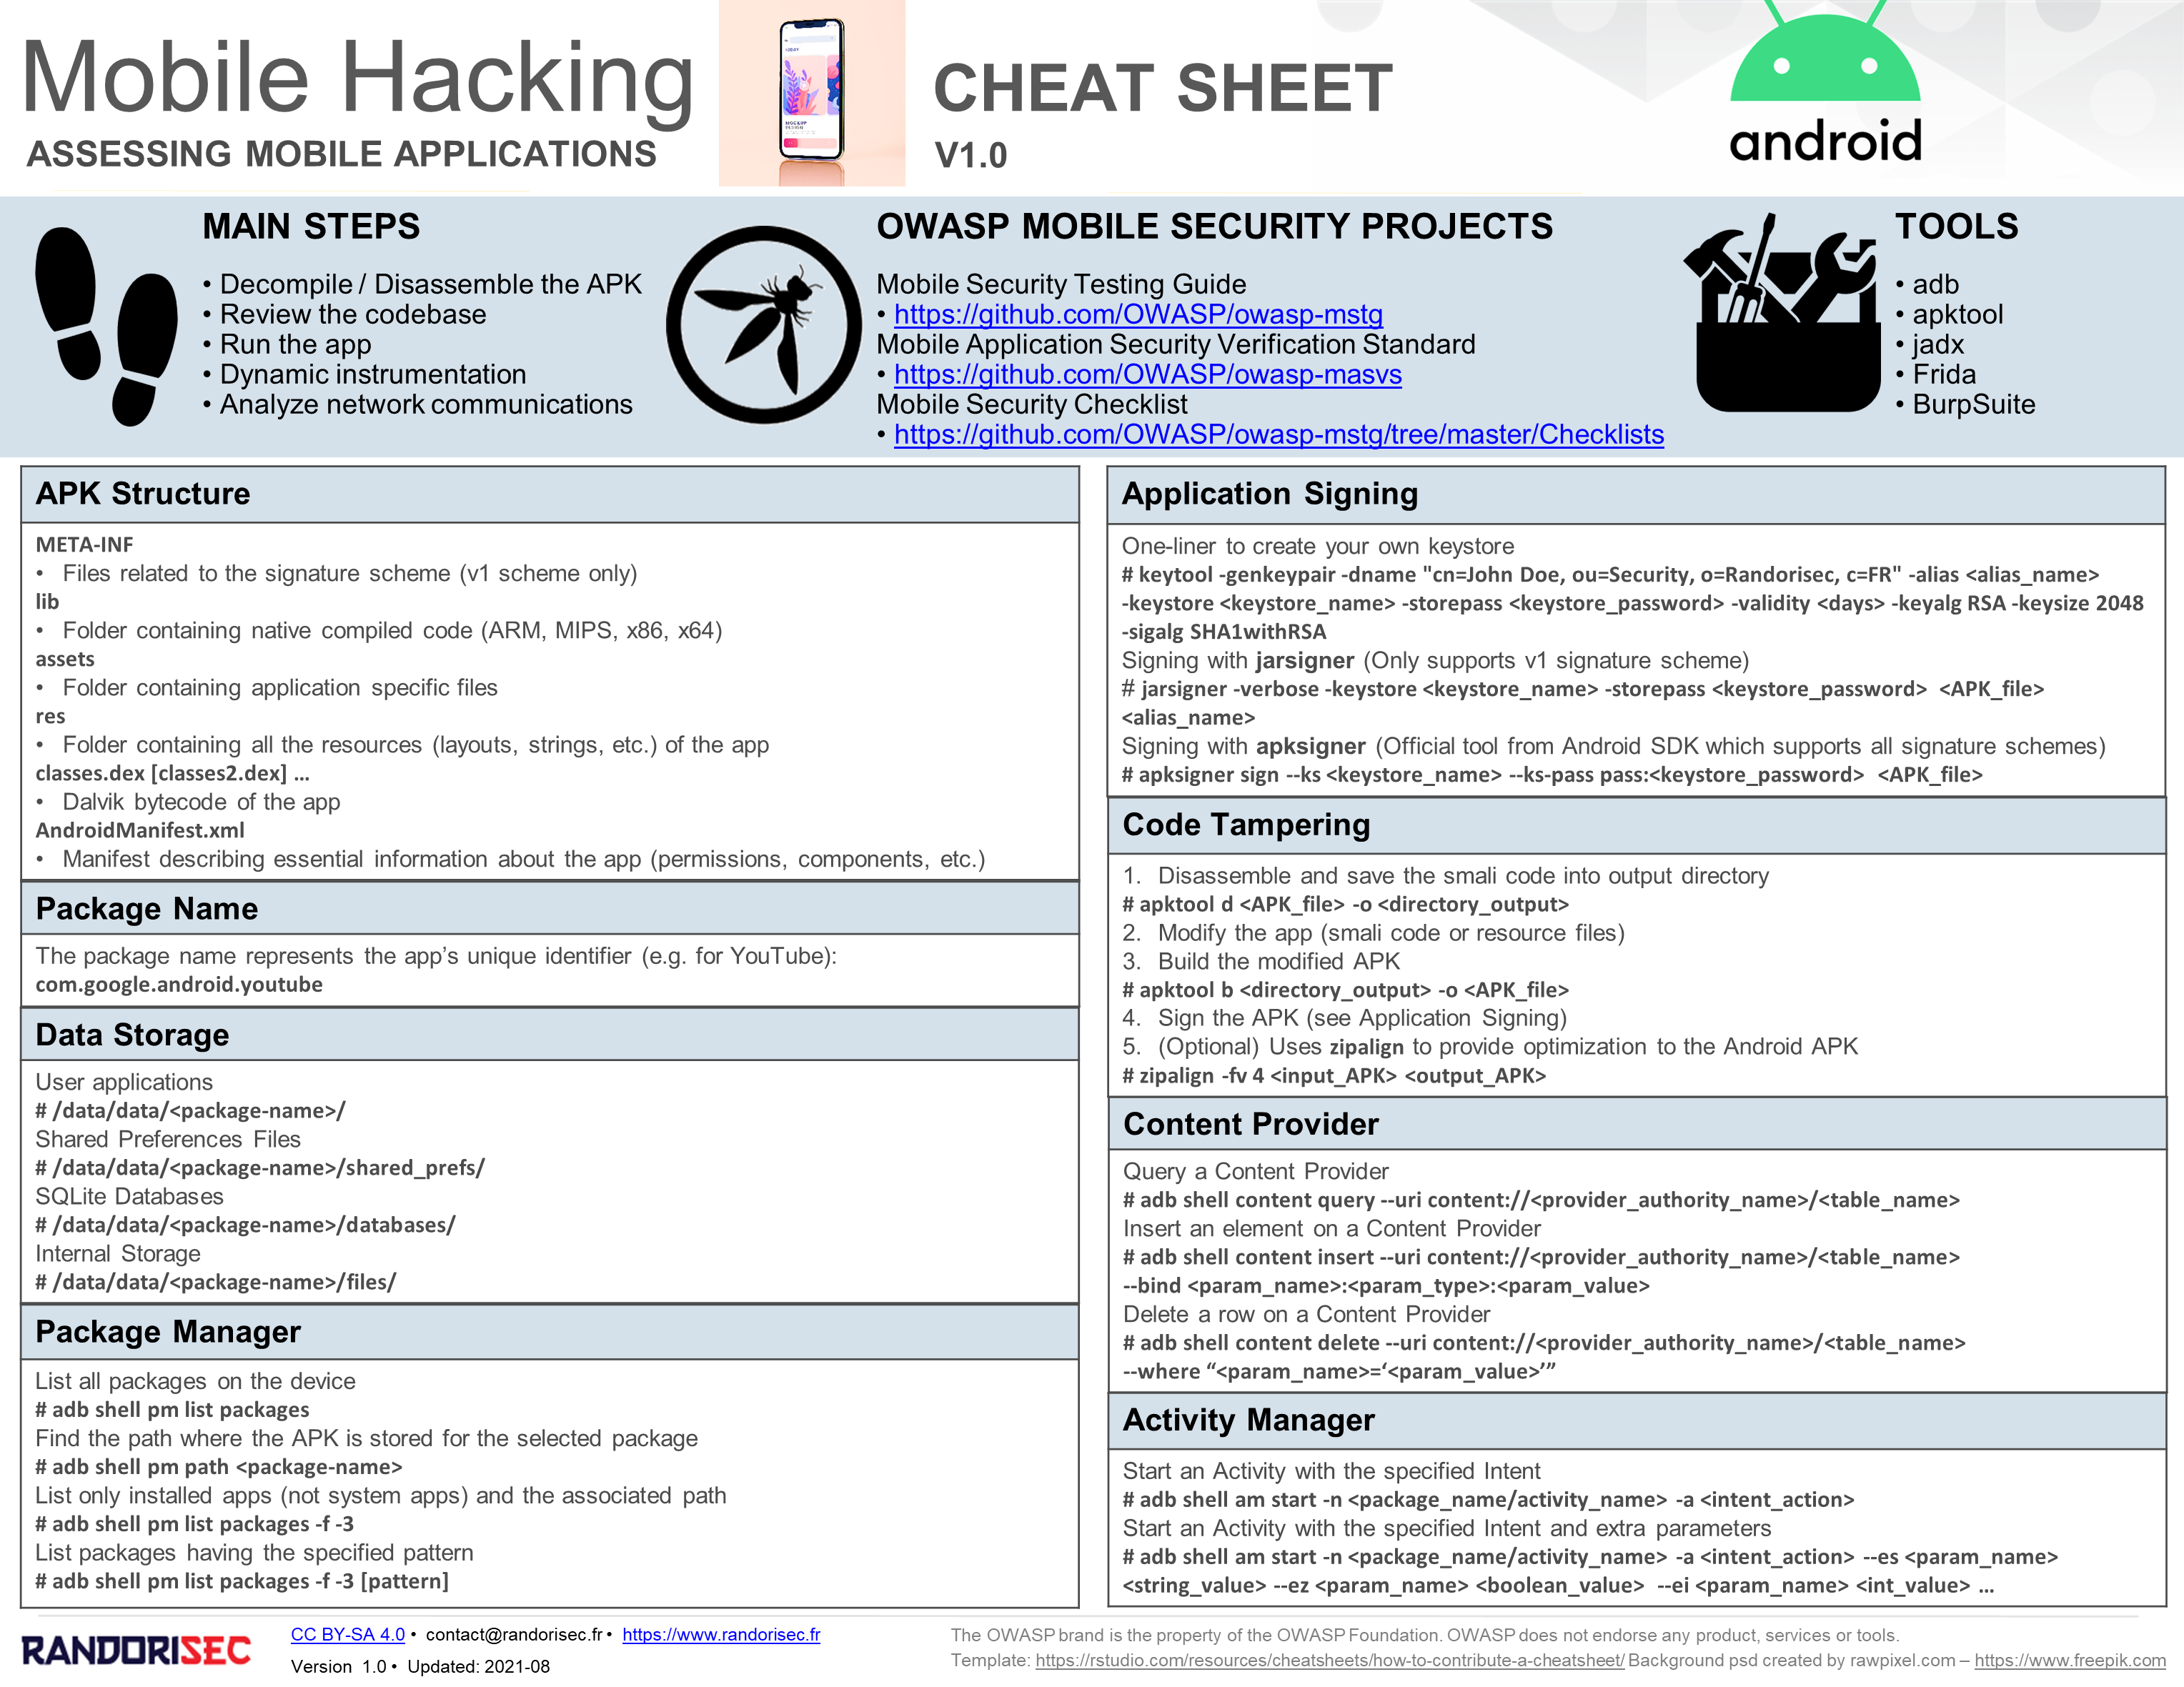 Mobile Hacking
ASSESSING MOBILE APPLICATIONS
CHEAT SHEET
V1.0
android
MAIN STEPS
• Decompile / Disassemble the APK
• Review the codebase
• Run the app
• Dynamic instrumentation
• Analyze network communications
OWASP MOBILE SECURITY PROJECTS
Mobile Security Testing Guide
• https://github.com/OWASP/owasp-mstg
Mobile Application Security Verification Standard
• https://github.com/OWASP/owasp-masvs
Mobile Security Checklist
• https://github.com/OWASP/owasp-mstg/tree/master/Checklists
TOOLS
• adb
• apktool
• jadx
• Frida
• BurpSuite
APK Structure
META-INF
• Files related to the signature scheme (v1 scheme only)
lib
• Folder containing native compiled code (ARM, MIPS, x86, x64)
assets
• Folder containing application specific files
res
• Folder containing all the resources (layouts, strings, etc.) of the app
classes.dex [classes2.dex] ...
• Dalvik bytecode of the app
AndroidManifest.xml
• Manifest describing essential information about the app (permissions, components, etc.)
Package Name
The package name represents the app’s unique identifier (e.g. for YouTube):
com.google.android.youtube
Data Storage
User applications
# /data/data/<package-name>/
Shared Preferences Files
# /data/data/<package-name>/shared_prefs/
SQLite Databases
# /data/data/<package-name>/databases/
Internal Storage
# /data/data/<package-name>/files/
Package Manager
List all packages on the device
# adb shell pm list packages
Find the path where the APK is stored for the selected package
# adb shell pm path <package-name>
List only installed apps (not system apps) and the associated path
# adb shell pm list packages -f -3
List packages having the specified pattern
# adb shell pm list packages -f -3 [pattern]
Application Signing
One-liner to create your own keystore
# keytool -genkeypair -dname "cn=John Doe, ou=Security, o=Randorisec, c=FR" -alias <alias_name>
-keystore <keystore_name> -storepass <keystore_password> -validity <days> -keyalg RSA -keysize 2048
-sigalg SHA1withRSA
Signing with jarsigner (Only supports v1 signature scheme)
# jarsigner -verbose -keystore <keystore_name> -storepass <keystore_password> <APK_file>
<alias_name>
Signing with apksigner (Official tool from Android SDK which supports all signature schemes)
# apksigner sign --ks <keystore_name> --ks-pass pass:<keystore_password> <APK_file>
Code Tampering
1. Disassemble and save the smali code into output directory
# apktool d <APK_file> -o <directory_output>
2. Modify the app (smali code or resource files)
3. Build the modified APK
# apktool b <directory_output> -o <APK_file>
4. Sign the APK (see Application Signing)
5. (Optional) Uses zipalign to provide optimization to the Android APK
# zipalign -fv 4 <input_APK> <output_APK>
Content Provider
Query a Content Provider
# adb shell content query --uri content://<provider_authority_name>/<table_name>
Insert an element on a Content Provider
# adb shell content insert --uri content://<provider_authority_name>/<table_name>
--bind <param_name>:<param_type>:<param_value>
Delete a row on a Content Provider
# adb shell content delete --uri content://<provider_authority_name>/<table_name>
--where “<param_name>=‘<param_value>’”
Activity Manager
Start an Activity with the specified Intent
# adb shell am start -n <package_name/activity_name> -a <intent_action>
Start an Activity with the specified Intent and extra parameters
# adb shell am start -n <package_name/activity_name> -a <intent_action> --es <param_name>
<string_value> --ez <param_name> <boolean_value> --ei <param_name> <int_value> ...
RANDORISEC
CC BY-SA 4.0 • contact@randorisec.fr • https://www.randorisec.fr
Version 1.0 • Updated: 2021-08
The OWASP brand is the property of the OWASP Foundation. OWASP does not endorse any product, services or tools.
Template: https://rstudio.com/resources/cheatsheets/how-to-contribute-a-cheatsheet/ Background psd created by rawpixel.com – https://www.freepik.com